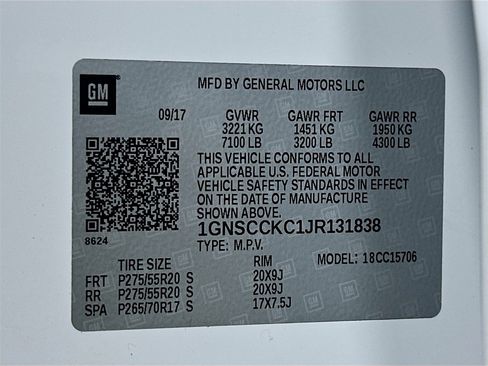 GM
MFD BY GENERAL MOTORS LLC
09/17 GVWR GAWR FRT GAWR RR
3221 KG 1451 KG 1950 KG
7100 LB 3200 LB 4300 LB
THIS VEHICLE CONFORMS TO ALL
APPLICABLE U.S. FEDERAL MOTOR
VEHICLE SAFETY STANDARDS IN EFFECT
ON THE DATE OF MANUFACTURE
SHOWN ABOVE.
8624
1GNSCCKC1JR131838
TYPE: M.P.V. MODEL: 18CC15706
TIRE SIZE RIM
FRT P275/55R20 S 20X9J
RR P275/55R20 S 20X9J
SPA P265/70R17 S 17X7.5J